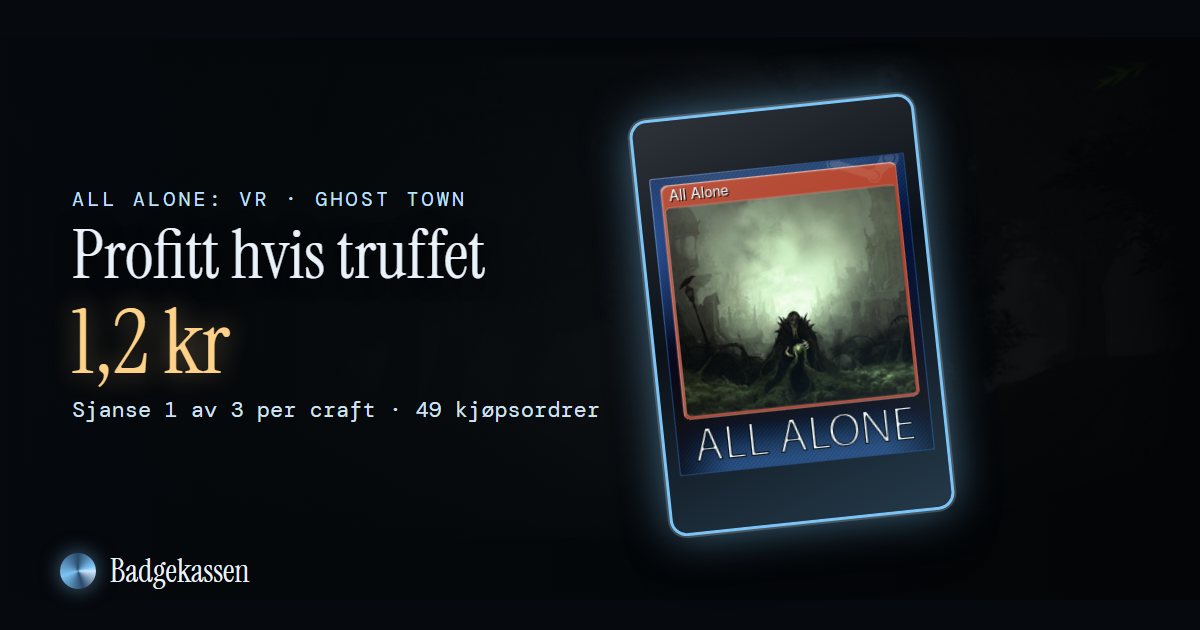 ALL ALONE: VR · GHOST TOWN
Profitt hvis truffet
1,2 kr
Sjanse 1 av 3 per craft · 49 kjøpsordrer
All Alone
ALL ALONE
Badgekassen